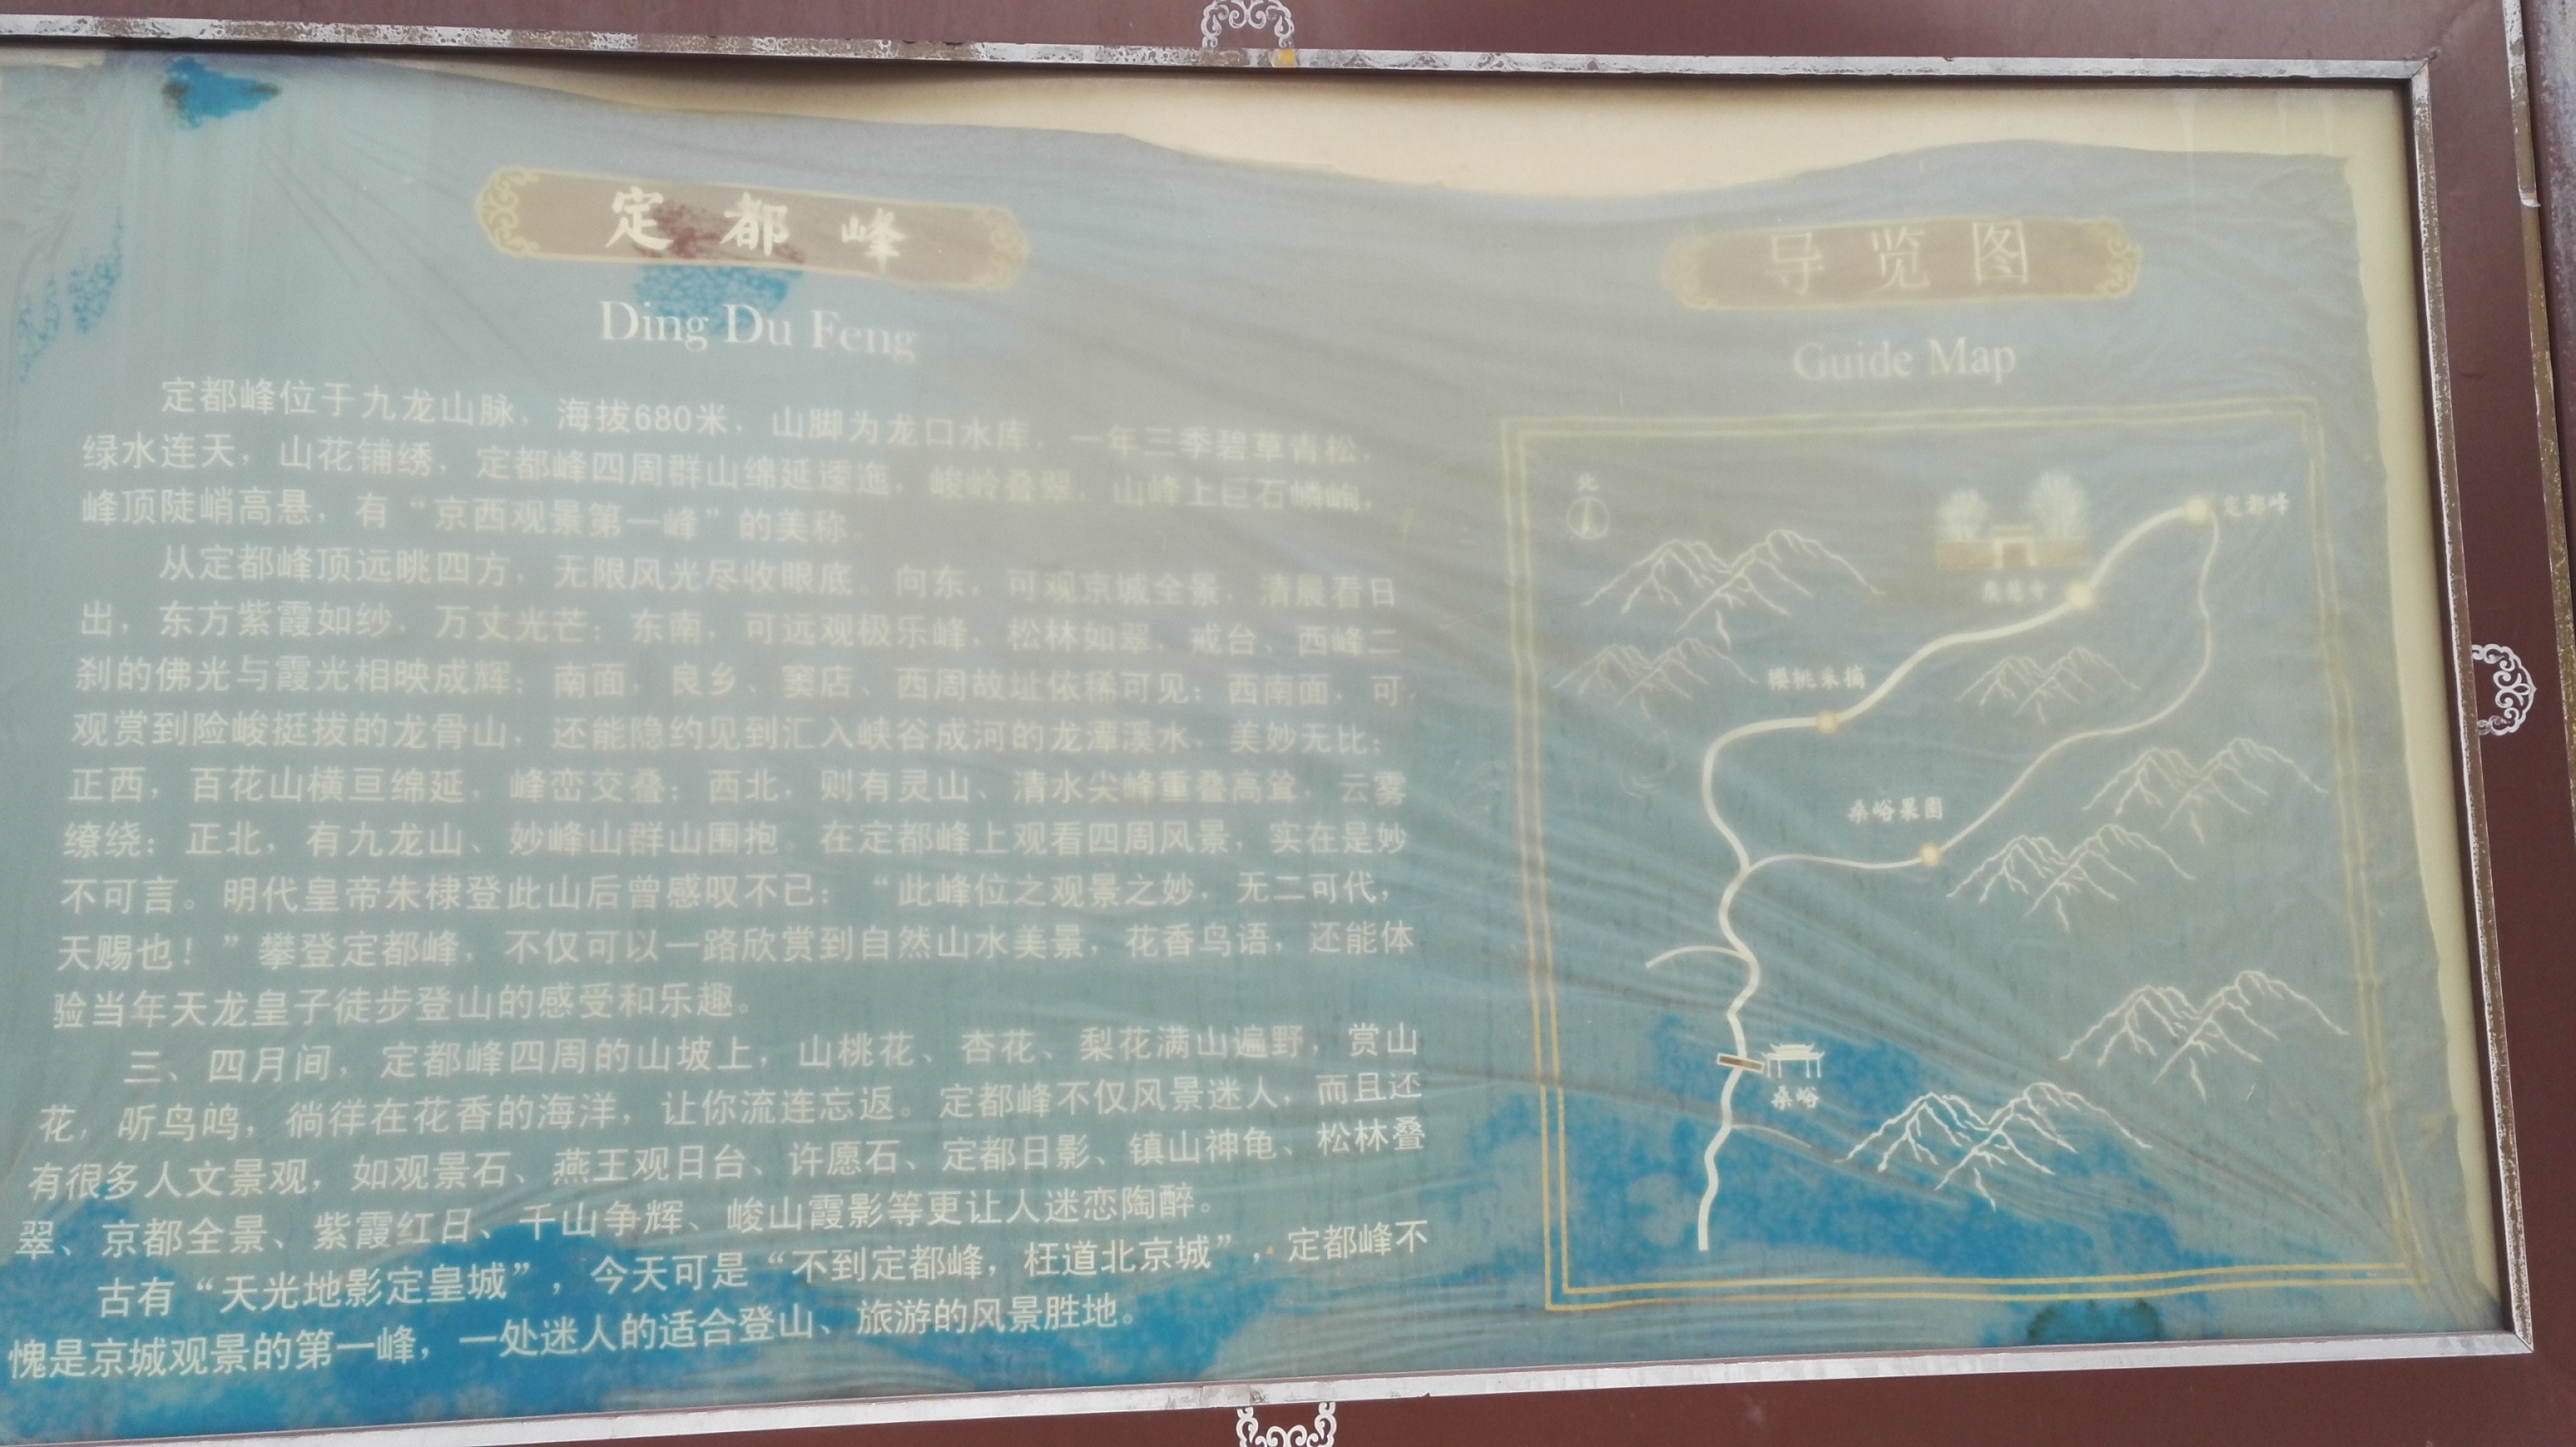 定都峰
Ding Du Feng
定都峰位于九龙山脉，海拔680米，山脚为龙口水库，一年三季碧草青松，
绿水连天，山花铺绣，定都峰四周群山绵延逶迤，峻岭叠翠，山峰上巨石嶙峋，
峰顶陡峭高悬，有“京西观景第一峰”的美称。
从定都峰顶远眺四方，无限风光尽收眼底。向东，可观京城全景，清晨看日
出，东方紫霞如纱，万丈光芒；东南，可远观极乐峰，松林如翠，戒台、西峰二
刹的佛光与霞光相映成辉；南面，良乡、窦店、西周故址依稀可见；西南面，可
观赏到险峻挺拔的龙骨山，还能隐约见到汇入峡谷成河的龙潭溪水，美妙无比；
正西，百花山横亘绵延，峰峦交叠；西北，则有灵山、清水尖峰重叠高耸，云雾
缭绕；正北，有九龙山、妙峰山群山围抱。在定都峰上观看四周风景，实在是妙
不可言。明代皇帝朱棣登此山后曾感叹不已：“此峰位之观景之妙，无二可代，
天赐也！”攀登定都峰，不仅可以一路欣赏到自然山水美景，花香鸟语，还能体
验当年天龙皇子徒步登山的感受和乐趣。
三、四月间，定都峰四周的山坡上，山桃花、杏花、梨花满山遍野，赏山
花，听鸟鸣，徜徉在花香的海洋，让你流连忘返。定都峰不仅风景迷人，而且还
有很多人文景观，如观景石、燕王观日台、许愿石、定都日影、镇山神龟、松林叠
翠、京都全景、紫霞红日、千山争辉、峻山霞影等更让人迷恋陶醉。
古有“天光地影定皇城”，今天可是“不到定都峰，枉道北京城”，定都峰不
愧是京城观景的第一峰，一处迷人的适合登山、旅游的风景胜地。
导览图
Guide Map
北
定都峰
樱桃采摘
桑峪果园
桑峪